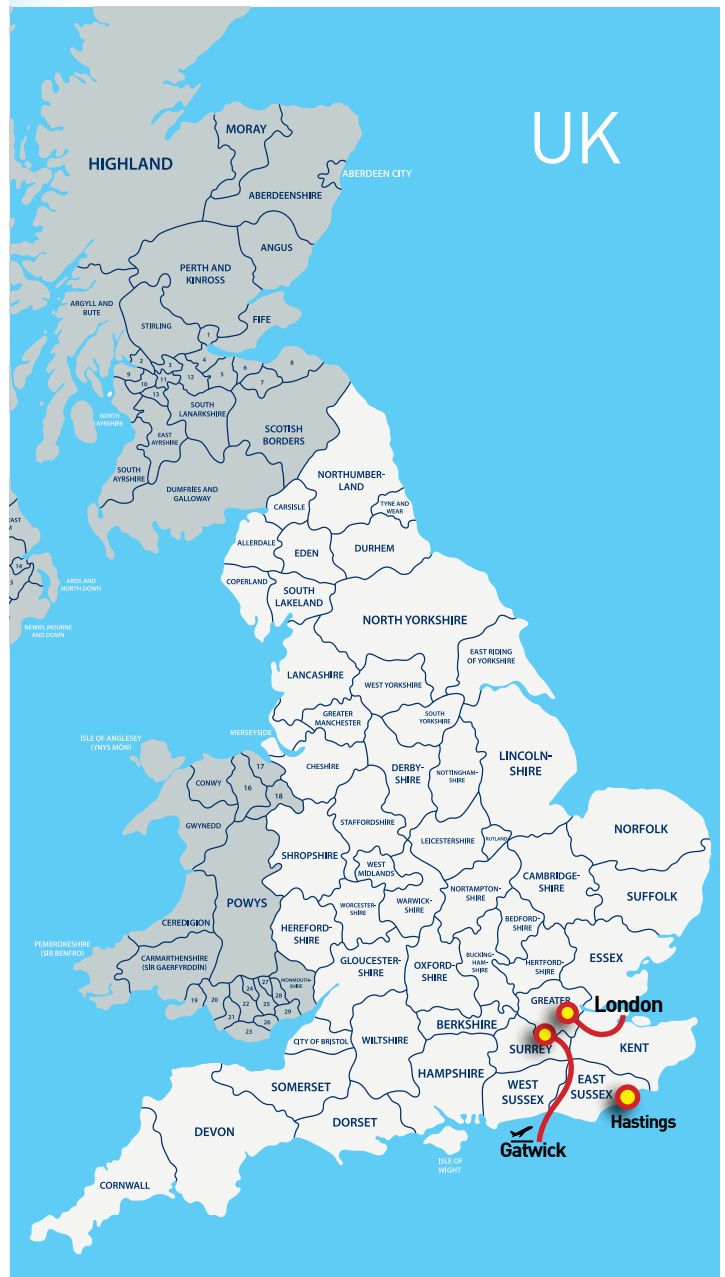 UK
MORAY
HIGHLAND
ABERDEEN CITY
ABERDEENSHIRE
ANGUS
PERTH AND
KINROSS
ARGYLL AND
BUTE
STIRLING
FIFE
1
2
3
4
5
6
7
8
9
10
11
12
13
NORTH
AYRSHIRE
SOUTH
LANARKSHIRE
EAST
AYRSHIRE
SCOTISH
BORDERS
SOUTH
AYRSHIRE
DUMFRIES AND
GALLOWAY
NORTHUMBER-
LAND
TYNE AND
WEAR
CARSISLE
ALLERDALE
EDEN
DURHEM
COPERLAND
SOUTH
LAKELAND
EAST
M
14
5
ARDS AND
NORTH DOWN
NEWRY, MOURNE
AND DOWN
NORTH YORKSHIRE
EAST RIDING
OF YORKSHIRE
LANCASHIRE
WEST YORKSHIRE
GREATER
MANCHESTER
SOUTH
YORKSHIRE
MERSEYSIDE
ISLE OF ANGLESEY
(YNYS MÓN)
CHESHIRE
DERBY-
SHIRE
NOTTINGHAM-
SHIRE
LINCOLN-
SHIRE
CONWY
16
17
18
GWYNEDD
STAFFORDSHIRE
LEICESTERSHIRE
RUTLAND
NORFOLK
SHROPSHIRE
WEST
MIDLANDS
CAMBRIDGE-
SHIRE
SUFFOLK
POWYS
WORCESTER-
SHIRE
WARWICK-
SHIRE
NORTAMPTON-
SHIRE
BEDFORD-
SHIRE
CEREDIGION
HEREFORD-
SHIRE
PEMBROKESHIRE
(SIR BENFRO)
CARMARTHENSHIRE
(SÎR GAERFYRDDIN)
GLOUCESTER-
SHIRE
OXFORD-
SHIRE
BUCKING-
HAM-
SHIRE
HERTFORD-
SHIRE
ESSEX
MONMOUTH-
SHIRE
19
20
21
22
23
24
25
26
27
28
29
GREATER
London
BERKSHIRE
CITY OF BRISTOL
WILTSHIRE
SURREY
KENT
HAMPSHIRE
SOMERSET
WEST
SUSSEX
EAST
SUSSEX
Hastings
DORSET
DEVON
Gatwick
ISLE OF
WIGHT
CORNWALL